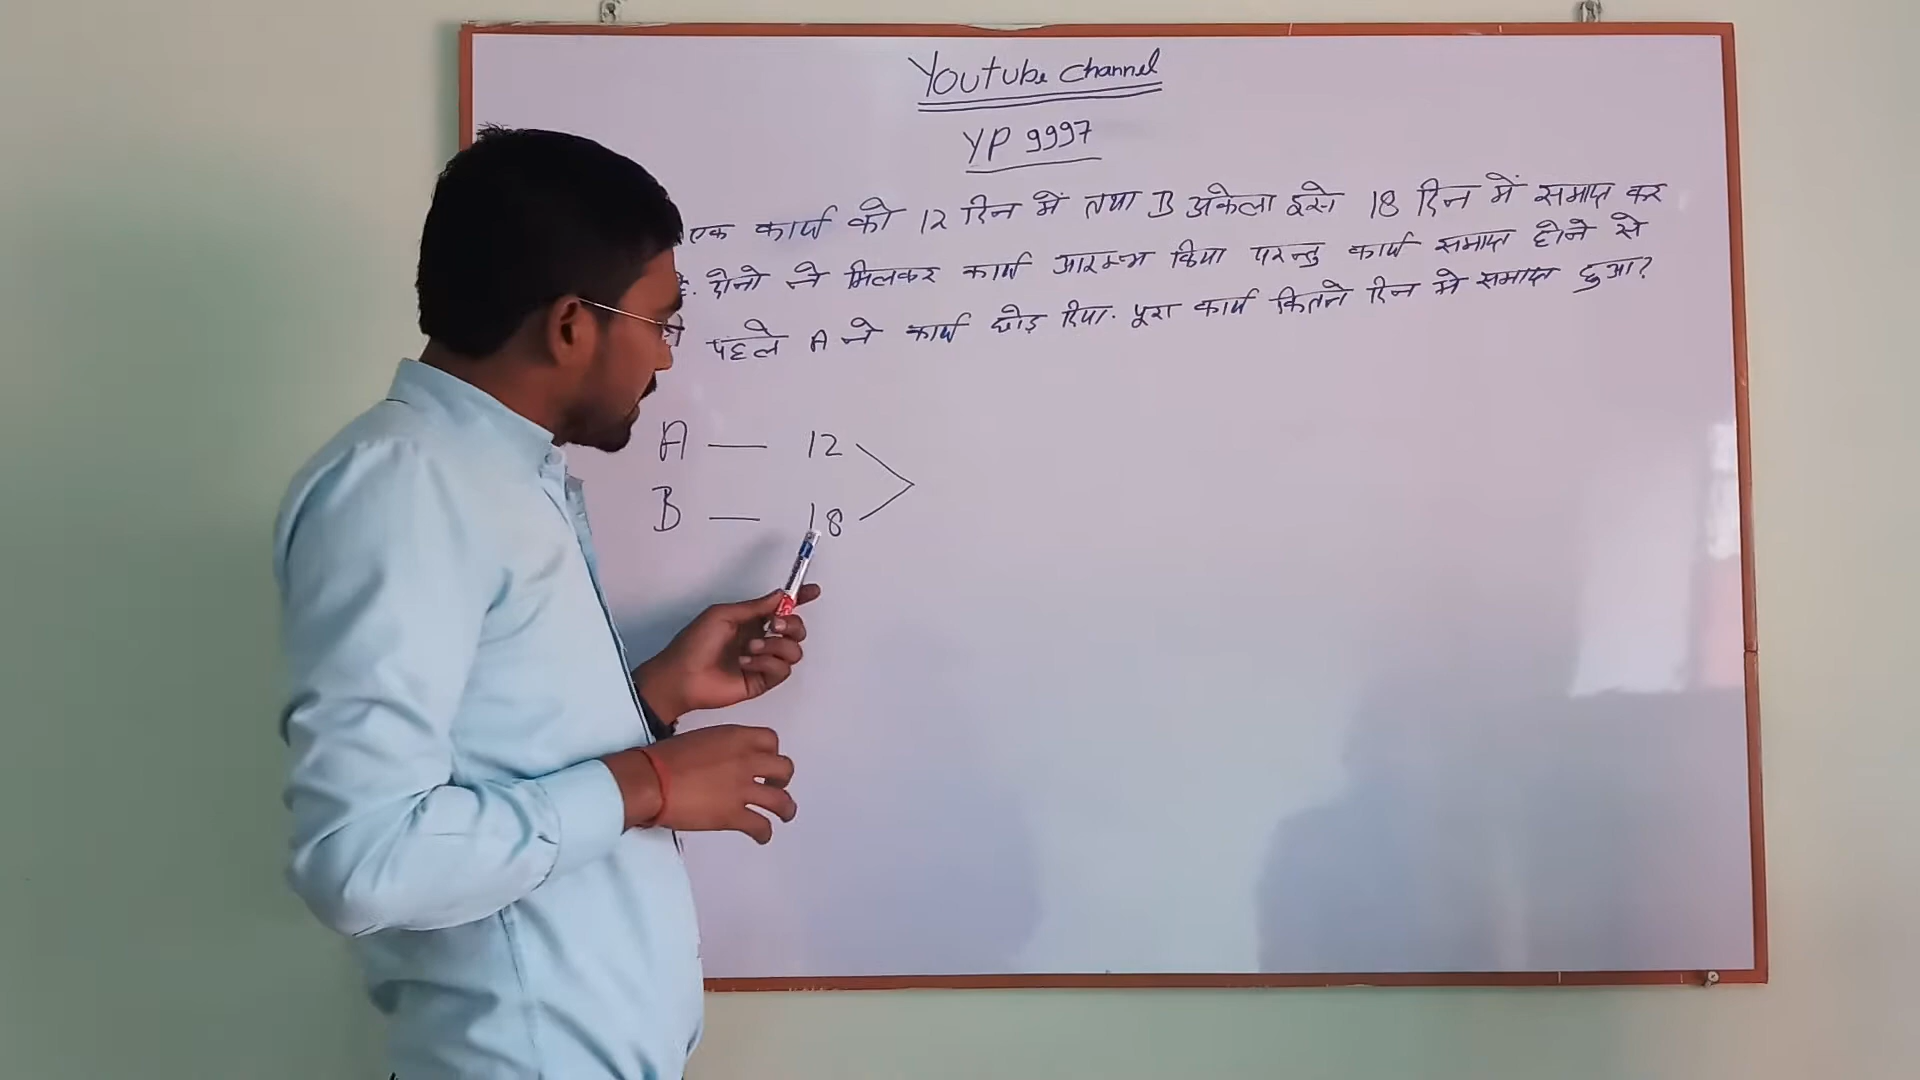 Youtube Channel
YP 9997
एक कार्य को 12 दिन में तथा B अकेला इसे 18 दिन में समाप्त कर
है. दोनो ने मिलकर कार्य आरम्भ किया परन्तु कार्य समाप्त होने से
पहले A ने कार्य छोड़ दिया. पूरा कार्य कितने दिन मे समाप्त हुआ?
A — 12
B — 18